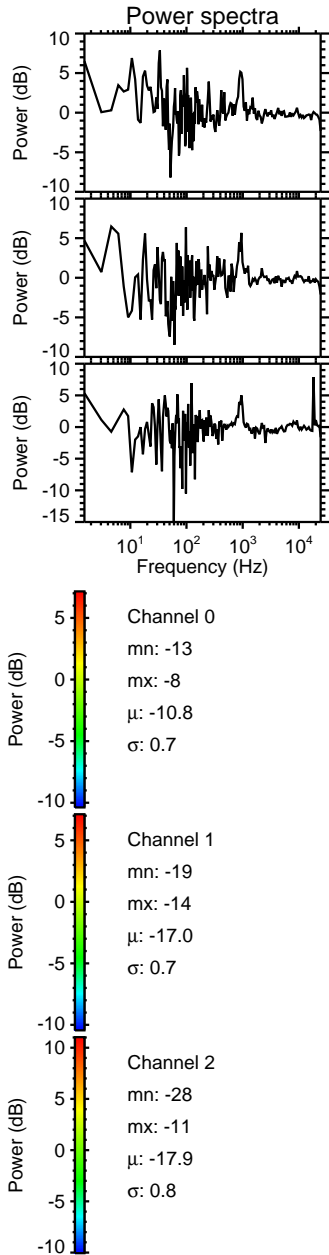 Power spectra
10
5
0
-5
-10
Power (dB)
10
5
0
-5
-10
Power (dB)
10
5
0
-5
-10
-15
Power (dB)
10¹ 10² 10³ 10⁴
Frequency (Hz)
5
0
-5
-10
Power (dB)
Channel 0
mn: -13
mx: -8
μ: -10.8
σ: 0.7
5
0
-5
-10
Power (dB)
Channel 1
mn: -19
mx: -14
μ: -17.0
σ: 0.7
10
5
0
-5
-10
Power (dB)
Channel 2
mn: -28
mx: -11
μ: -17.9
σ: 0.8